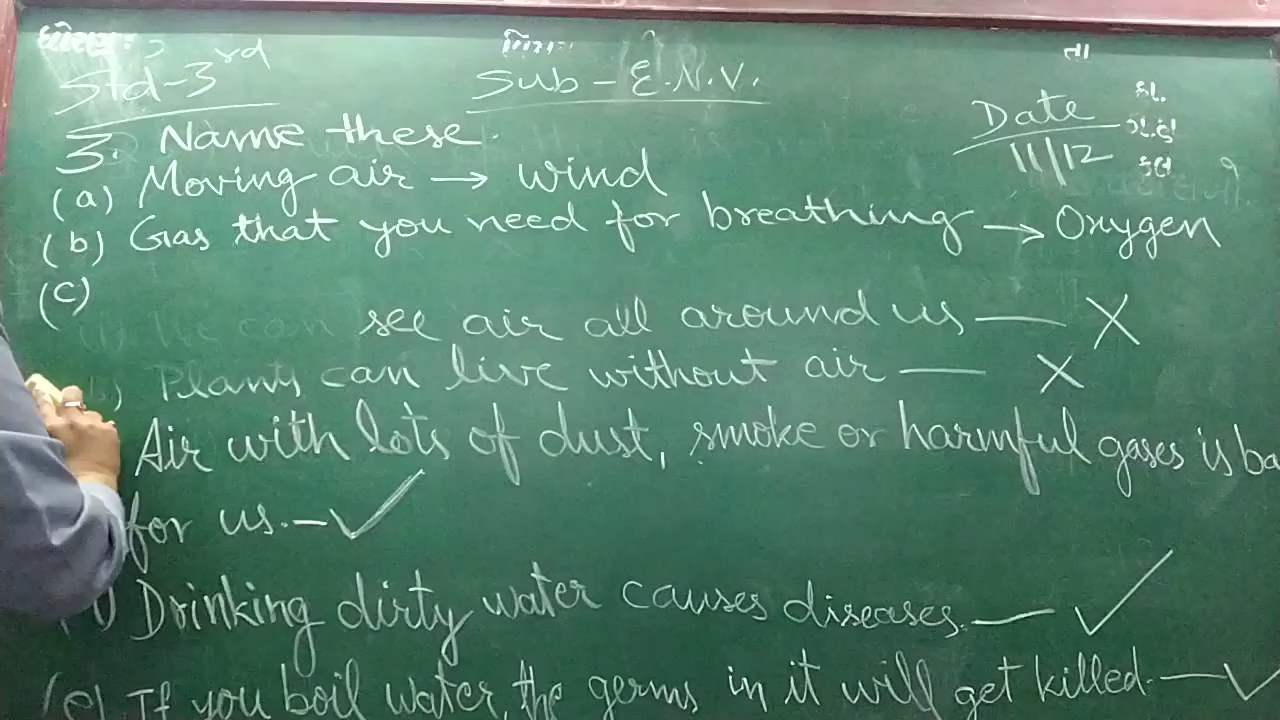 વિષય: તા
Std-3rd Sub - E.N.V. Date
11/12
3. Name these.
(a) Moving air → wind
(b) Gas that you need for breathing → Oxygen
(c)
We can see air all around us — X
(b) Plants can live without air — X
Air with lots of dust, smoke or harmful gases is ba
for us. — ✓
Drinking dirty water causes diseases. — ✓
(e) If you boil water, the germs in it will get killed. — ✓